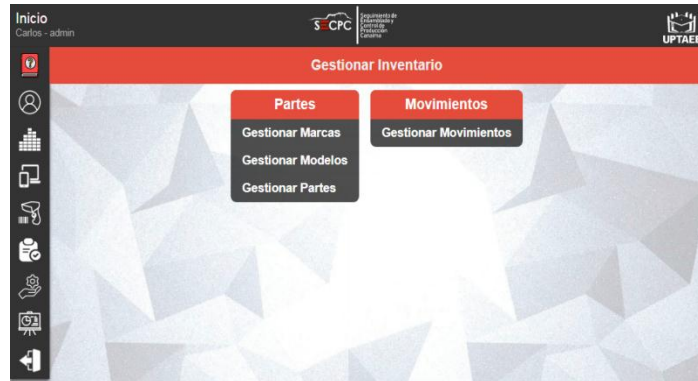 Inicio
Carlos - admin
SECPC
Seguimiento de
Ensamblado y
Control de
Producción
Canaima
UPTAEB
Gestionar Inventario
Partes
Gestionar Marcas
Gestionar Modelos
Gestionar Partes
Movimientos
Gestionar Movimientos